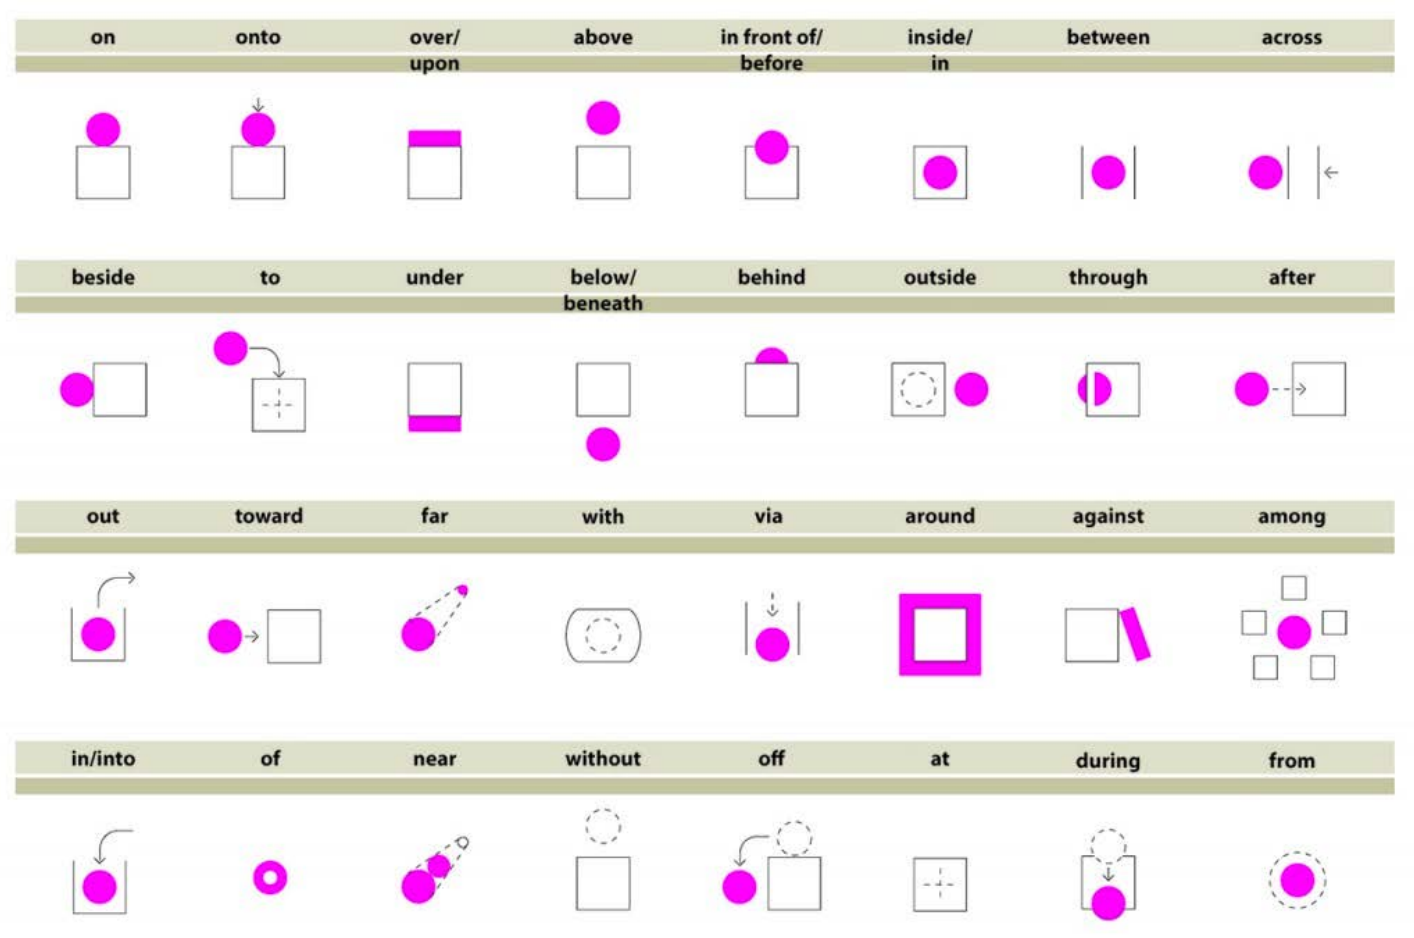 on onto over/ above in front of/ inside/ between across
upon before in
beside to under below/ behind outside through after
beneath
out toward far with via around against among
in/into of near without off at during from